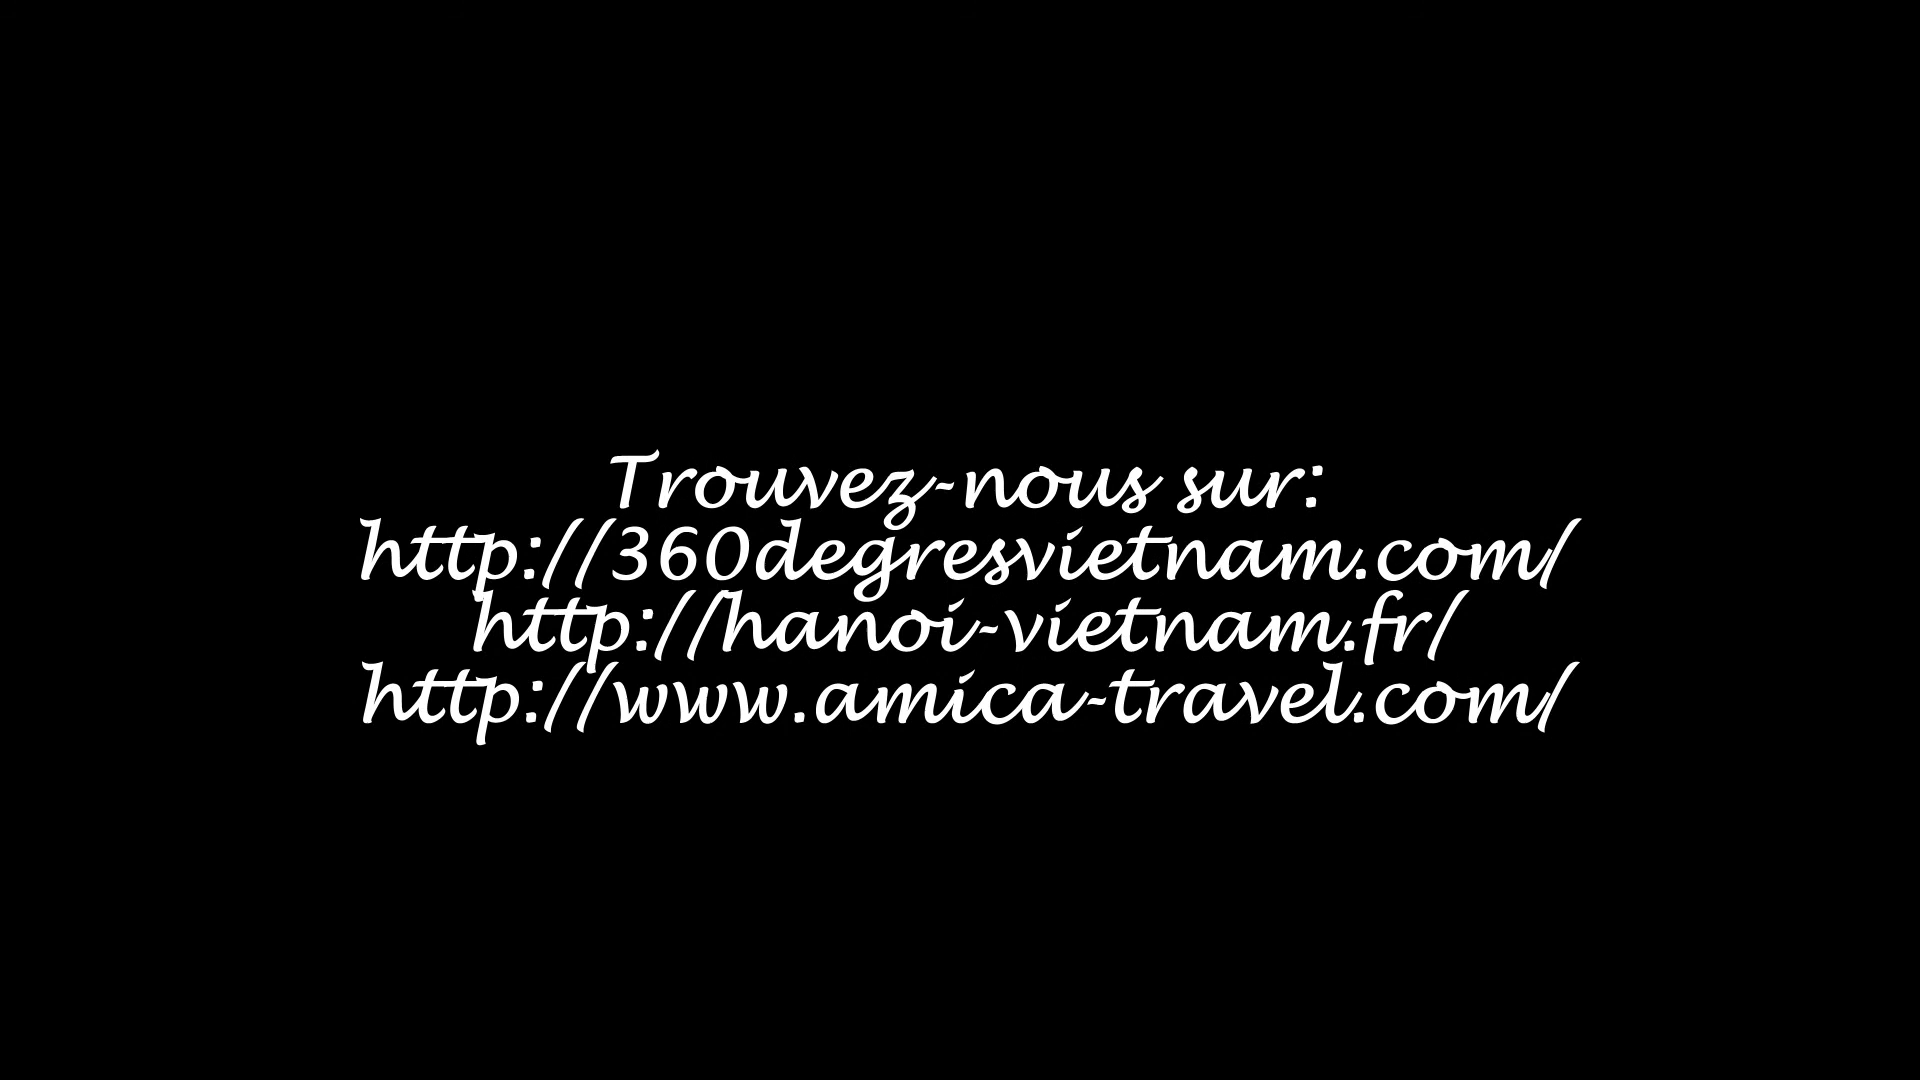 Trouvez-nous sur:
http://360degresvietnam.com/
http://hanoi-vietnam.fr/
http://www.amica-travel.com/